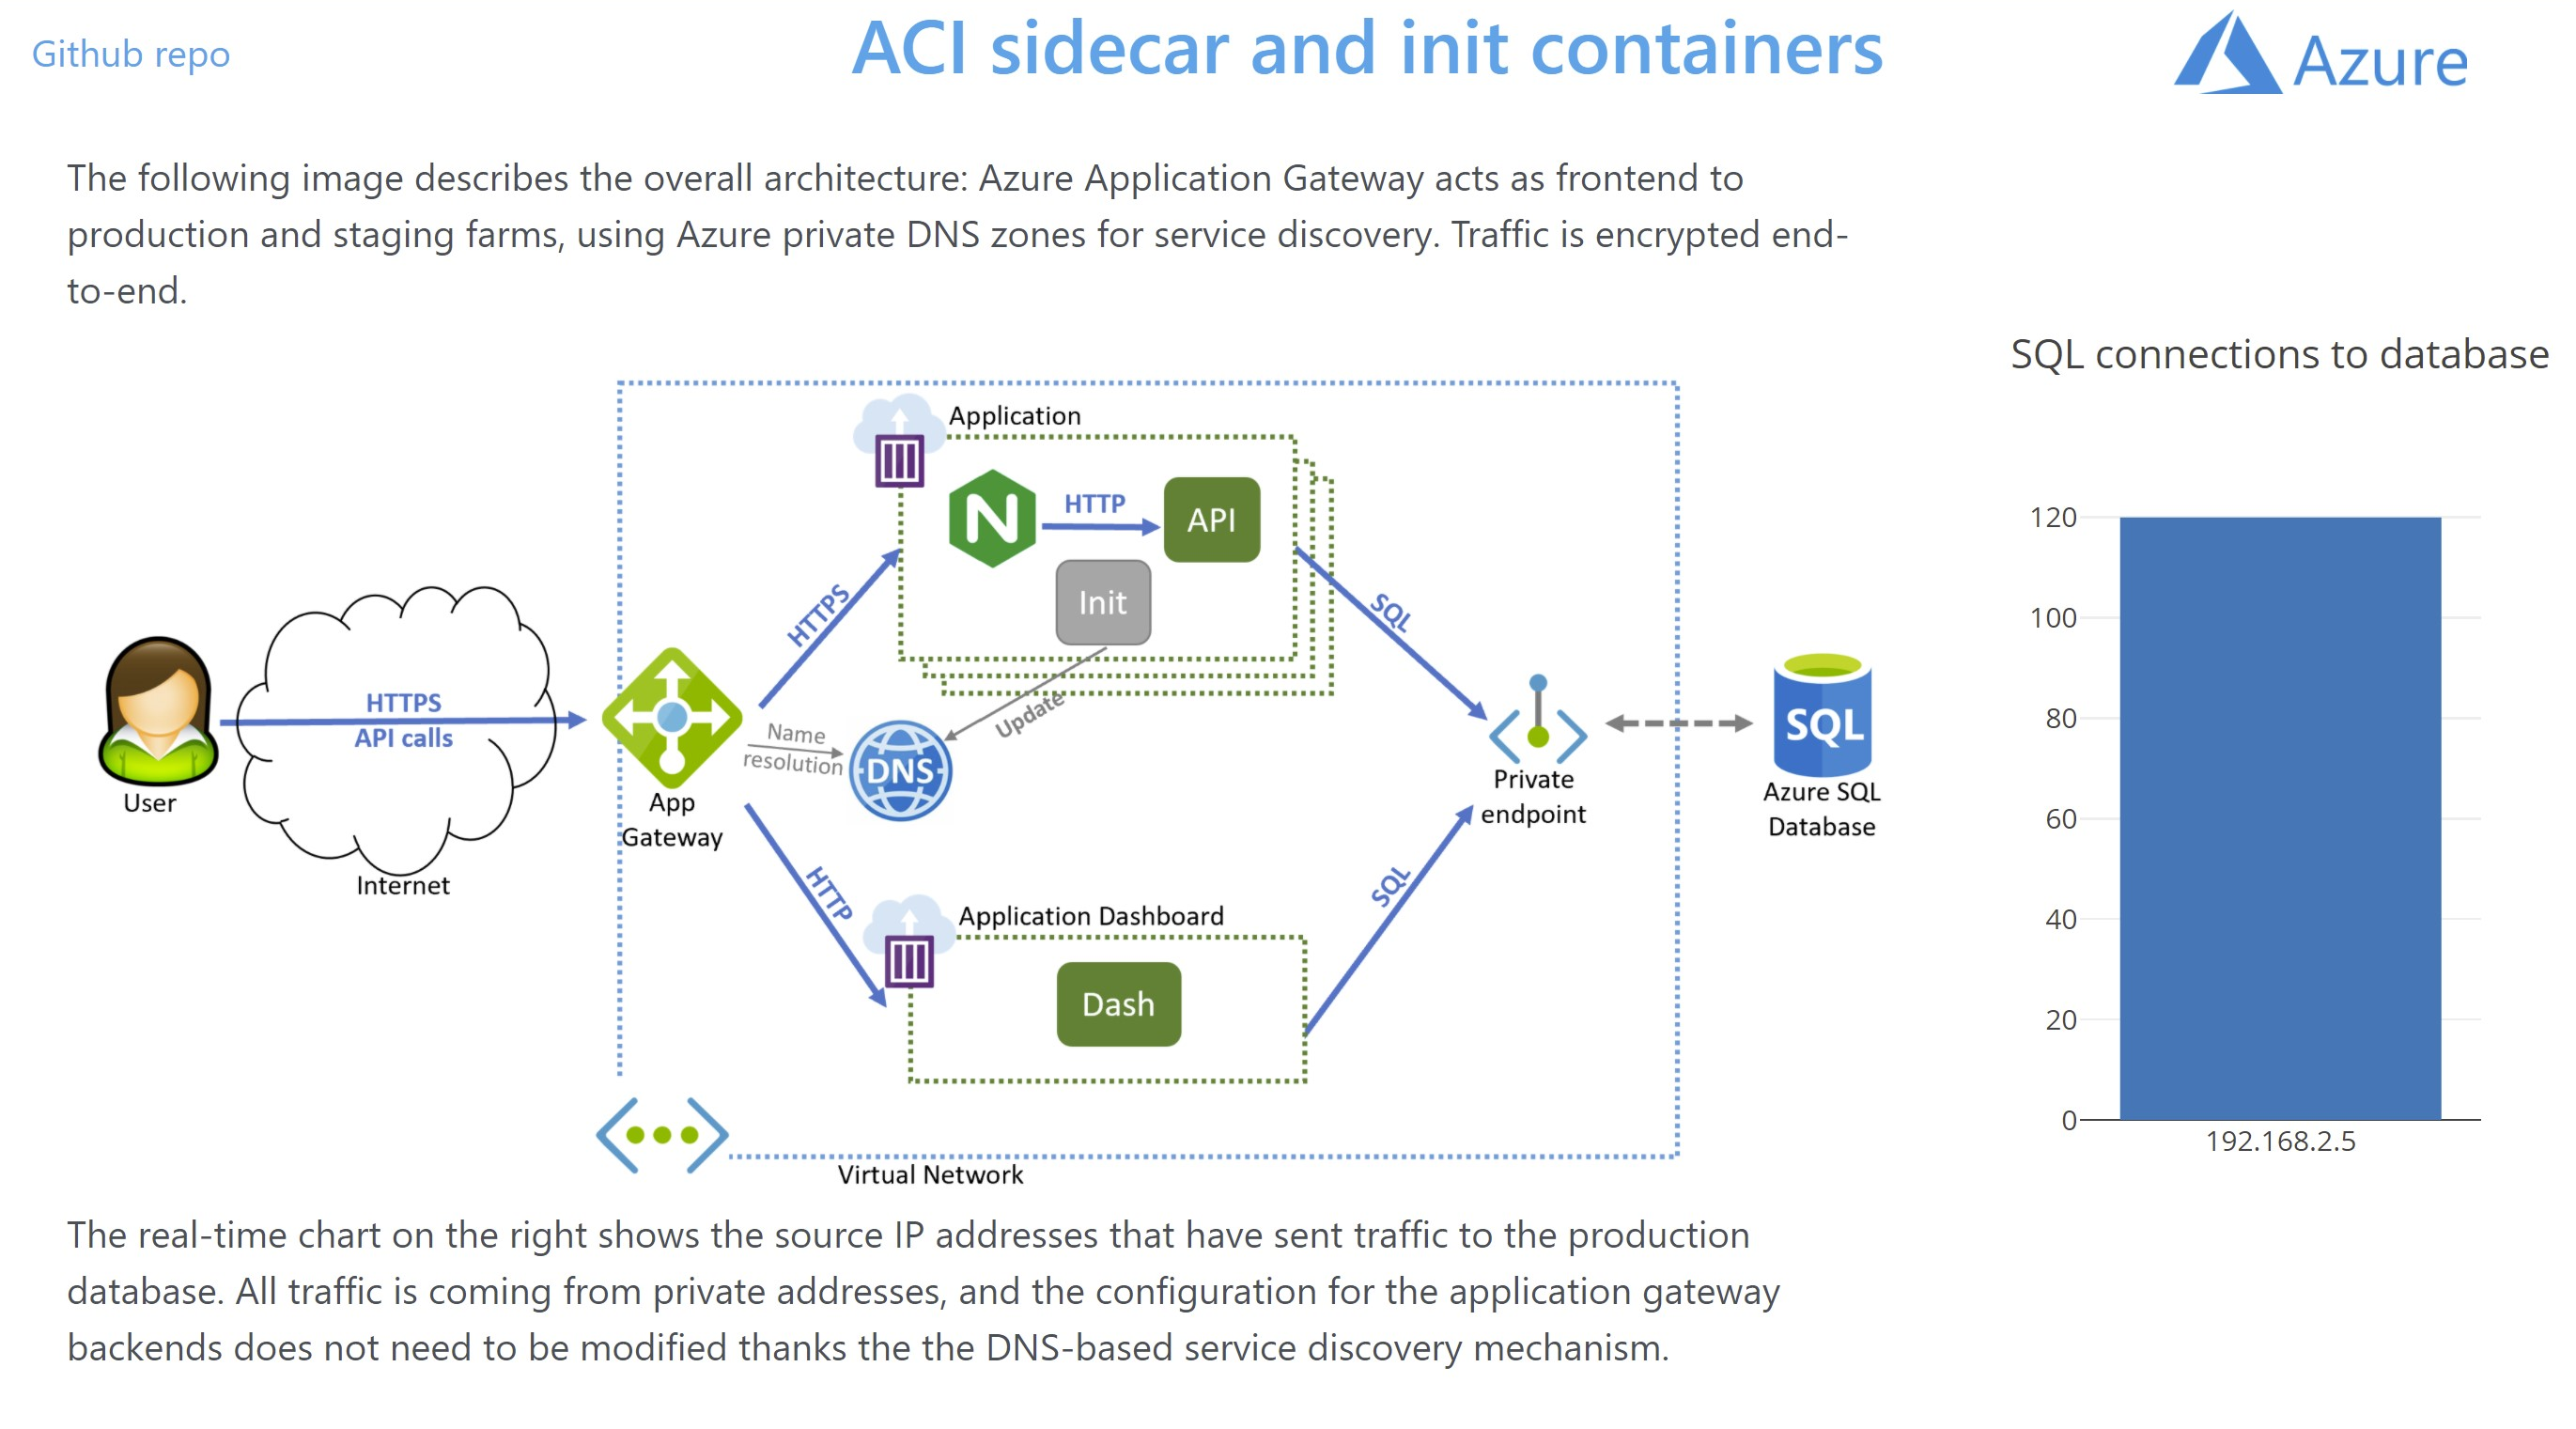 Github repo
ACI sidecar and init containers
Azure
The following image describes the overall architecture: Azure Application Gateway acts as frontend to
production and staging farms, using Azure private DNS zones for service discovery. Traffic is encrypted end-
to-end.
SQL connections to database
Application
N
HTTP
API
Init
HTTPS
SQL
Update
HTTPS
API calls
User
Internet
App
Gateway
Name
resolution
DNS
Private
endpoint
SQL
Azure SQL
Database
HTTP
SQL
Application Dashboard
Dash
Virtual Network
120
100
80
60
40
20
0
192.168.2.5
The real-time chart on the right shows the source IP addresses that have sent traffic to the production
database. All traffic is coming from private addresses, and the configuration for the application gateway
backends does not need to be modified thanks the the DNS-based service discovery mechanism.